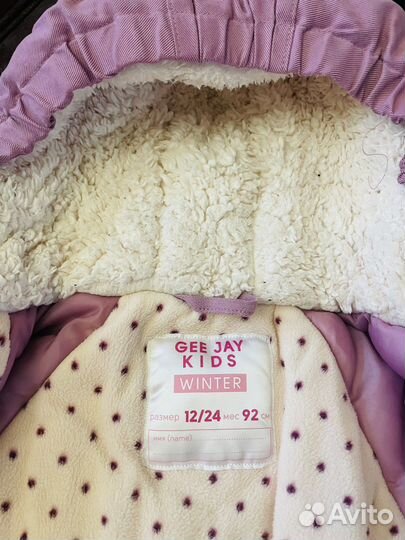 GEE JAY
KIDS
WINTER
размер 12/24 мес 92 см
имя (name)
Avito